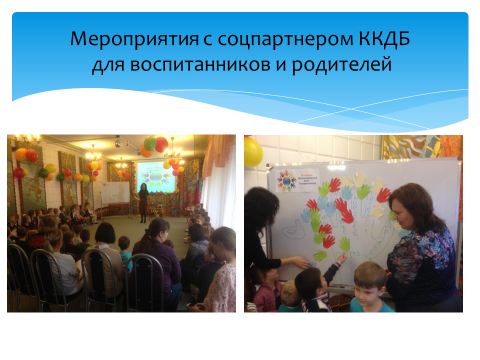 Мероприятия с соцпартнером ККДБ
для воспитанников и родителей